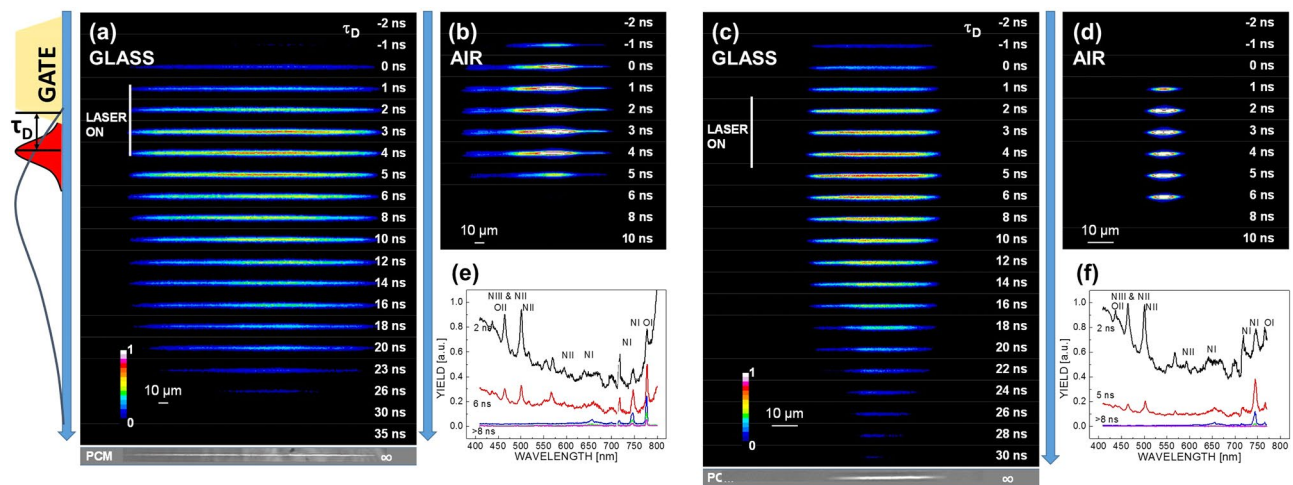 GATE
τD
(a)
GLASS
τD
-2 ns
-1 ns
0 ns
1 ns
2 ns
3 ns
4 ns
5 ns
6 ns
8 ns
10 ns
12 ns
14 ns
16 ns
18 ns
20 ns
23 ns
26 ns
30 ns
35 ns
LASER
ON
1
0
10 µm
PCM
∞
(b)
AIR
-2 ns
-1 ns
0 ns
1 ns
2 ns
3 ns
4 ns
5 ns
6 ns
8 ns
10 ns
10 µm
(e)
YIELD [a.u.]
1.0
0.8
0.6
0.4
0.2
0.0
NIII & NII
OII
NII
2 ns
NII
NI
NI
NI
OI
6 ns
>8 ns
400 450 500 550 600 650 700 750 800
WAVELENGTH [nm]
(c)
GLASS
τD
-2 ns
-1 ns
0 ns
1 ns
2 ns
3 ns
4 ns
5 ns
6 ns
8 ns
10 ns
12 ns
14 ns
16 ns
18 ns
20 ns
22 ns
24 ns
26 ns
28 ns
30 ns
LASER
ON
1
0
10 µm
PC...
∞
(d)
AIR
-2 ns
-1 ns
0 ns
1 ns
2 ns
3 ns
4 ns
5 ns
6 ns
8 ns
10 ns
10 µm
(f)
YIELD [a.u.]
1.0
0.8
0.6
0.4
0.2
0.0
NIII & NII
OII
NII
2 ns
NII
NI
NI
NI
OI
5 ns
>8 ns
400 450 500 550 600 650 700 750 800
WAVELENGTH [nm]